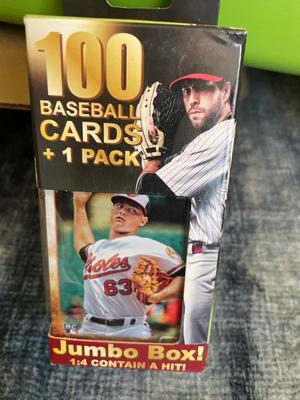 100
BASEBALL
CARDS
+ 1 PACK
Orioles
63
RC
Jumbo Box!
1:4 CONTAIN A HIT!